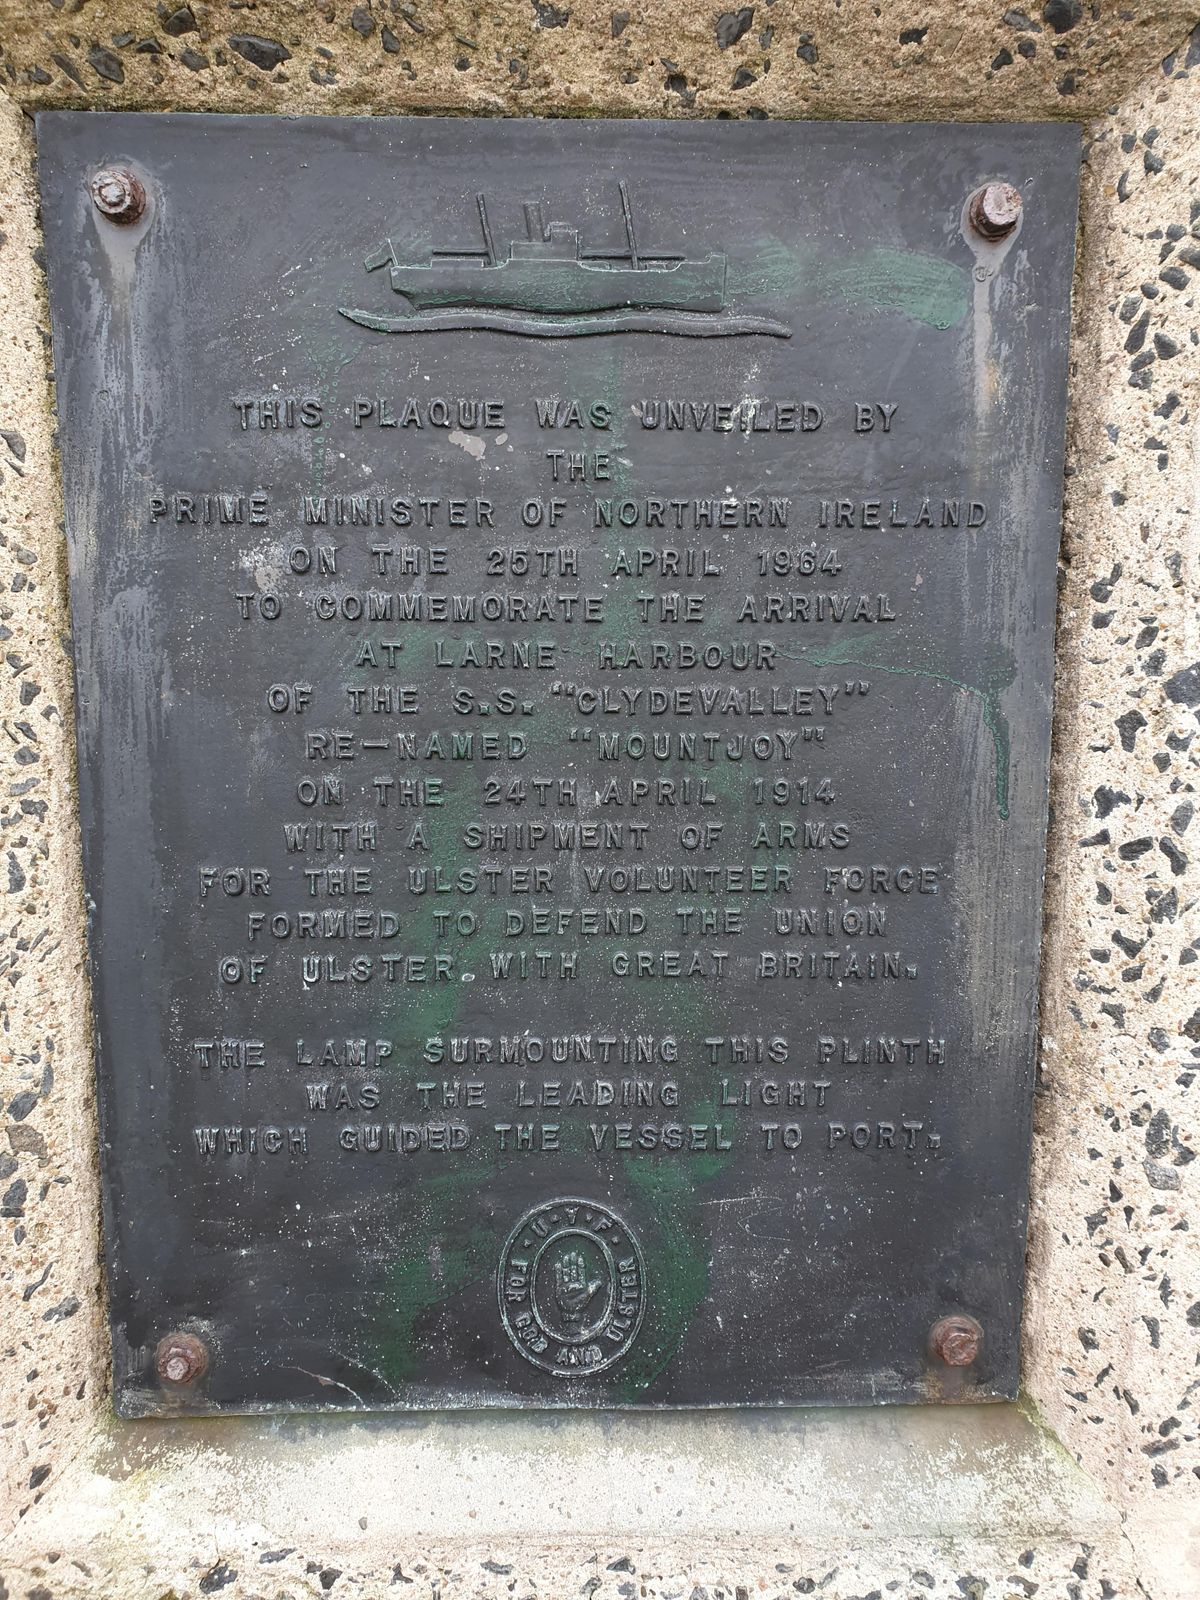 THIS PLAQUE WAS UNVEILED BY
THE
PRIME MINISTER OF NORTHERN IRELAND
ON THE 25TH APRIL 1964
TO COMMEMORATE THE ARRIVAL
AT LARNE HARBOUR
OF THE S.S. "CLYDEVALLEY"
RE-NAMED "MOUNTJOY"
ON THE 24TH APRIL 1914
WITH A SHIPMENT OF ARMS
FOR THE ULSTER VOLUNTEER FORCE
FORMED TO DEFEND THE UNION
OF ULSTER WITH GREAT BRITAIN.
THE LAMP SURMOUNTING THIS PLINTH
WAS THE LEADING LIGHT
WHICH GUIDED THE VESSEL TO PORT.
U·V·F·
FOR GOD AND ULSTER